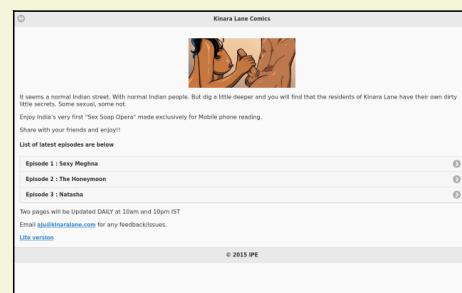 Kinara Lane Comics
It seems a normal Indian street. With normal Indian people. But dig a little deeper and you will find that the residents of Kinara Lane have their own dirty
little secrets. Some sexual, some not.
Enjoy India's very first "Sex Soap Opera" made exclusively for Mobile phone reading.
Share with your friends and enjoy!!
List of latest episodes are below
Episode 1 : Sexy Meghna
Episode 2 : The Honeymoon
Episode 3 : Natasha
Two pages will be Updated DAILY at 10am and 10pm IST
Email aju@kinaralane.com for any feedback/issues.
Lite version
© 2015 IPE